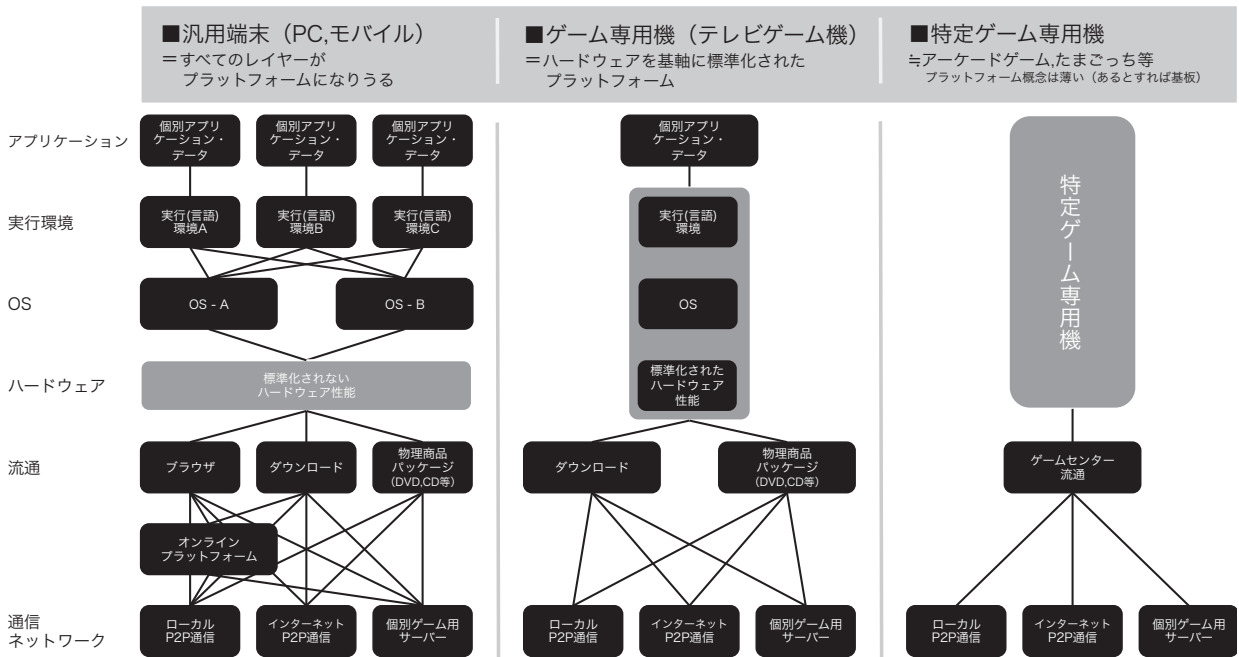 ■汎用端末（PC,モバイル）
＝すべてのレイヤーが
プラットフォームになりうる
■ゲーム専用機（テレビゲーム機）
＝ハードウェアを基軸に標準化された
プラットフォーム
■特定ゲーム専用機
≒アーケードゲーム,たまごっち等
プラットフォーム概念は薄い（あるとすれば基板）
アプリケーション
個別アプリ
ケーション・
データ
個別アプリ
ケーション・
データ
個別アプリ
ケーション・
データ
個別アプリ
ケーション・
データ
実行環境
実行(言語)
環境A
実行(言語)
環境B
実行(言語)
環境C
実行(言語)
環境
特定ゲーム専用機
OS
OS - A
OS - B
OS
ハードウェア
標準化されない
ハードウェア性能
標準化された
ハードウェア
性能
流通
ブラウザ
ダウンロード
物理商品
パッケージ
（DVD,CD等）
ダウンロード
物理商品
パッケージ
（DVD,CD等）
ゲームセンター
流通
オンライン
プラットフォーム
通信
ネットワーク
ローカル
P2P通信
インターネット
P2P通信
個別ゲーム用
サーバー
ローカル
P2P通信
インターネット
P2P通信
個別ゲーム用
サーバー
ローカル
P2P通信
インターネット
P2P通信
個別ゲーム用
サーバー